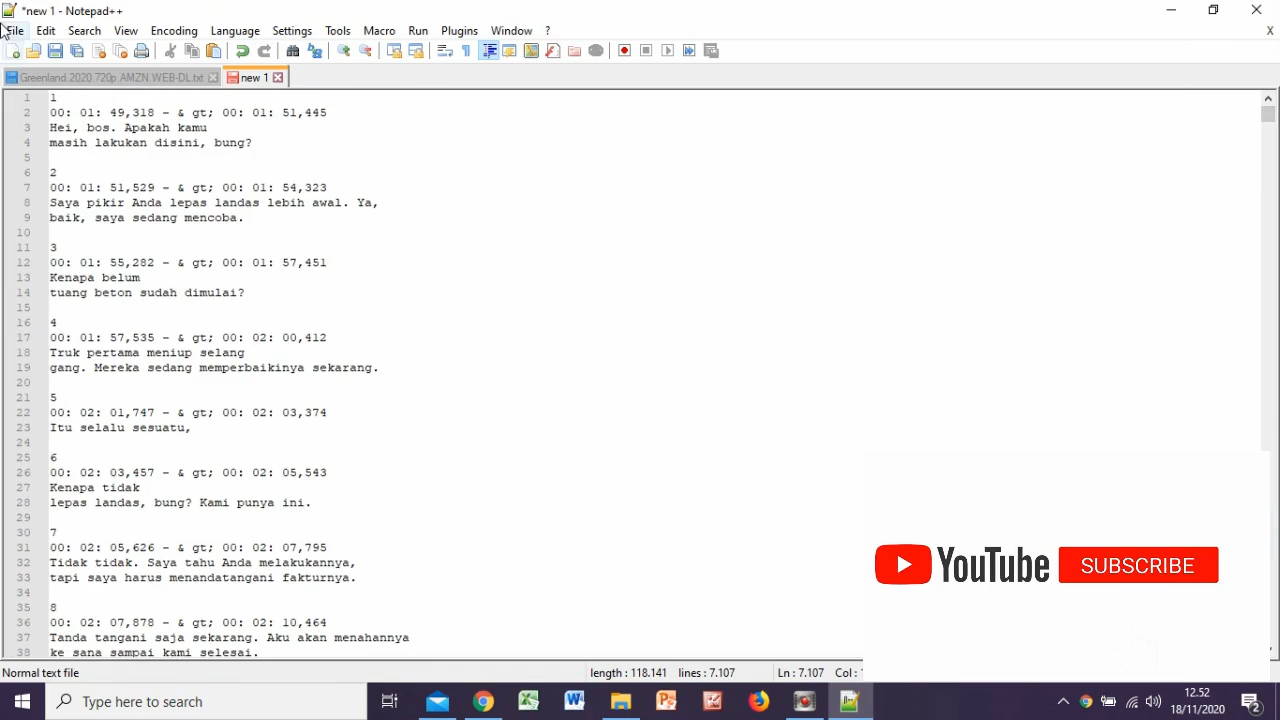 *new 1 - Notepad++
File Edit Search View Encoding Language Settings Tools Macro Run Plugins Window ? X
Greenland.2020 720p.AMZN.WEB-DL.txt new 1
1 1
2 00: 01: 49,318 - & gt; 00: 01: 51,445
3 Hei, bos. Apakah kamu
4 masih lakukan disini, bung?
5
6 2
7 00: 01: 51,529 - & gt; 00: 01: 54,323
8 Saya pikir Anda lepas landas lebih awal. Ya,
9 baik, saya sedang mencoba.
10
11 3
12 00: 01: 55,282 - & gt; 00: 01: 57,451
13 Kenapa belum
14 tuang beton sudah dimulai?
15
16 4
17 00: 01: 57,535 - & gt; 00: 02: 00,412
18 Truk pertama meniup selang
19 gang. Mereka sedang memperbaikinya sekarang.
20
21 5
22 00: 02: 01,747 - & gt; 00: 02: 03,374
23 Itu selalu sesuatu,
24
25 6
26 00: 02: 03,457 - & gt; 00: 02: 05,543
27 Kenapa tidak
28 lepas landas, bung? Kami punya ini.
29
30 7
31 00: 02: 05,626 - & gt; 00: 02: 07,795
32 Tidak tidak. Saya tahu Anda melakukannya,
33 tapi saya harus menandatangani fakturnya.
34
35 8
36 00: 02: 07,878 - & gt; 00: 02: 10,464
37 Tanda tangani saja sekarang. Aku akan menahannya
38 ke sana sampai kami selesai.
YouTube SUBSCRIBE
Normal text file length : 118.141 lines : 7.107 Ln : 7.107 Col :
Type here to search
12.52
18/11/2020
2